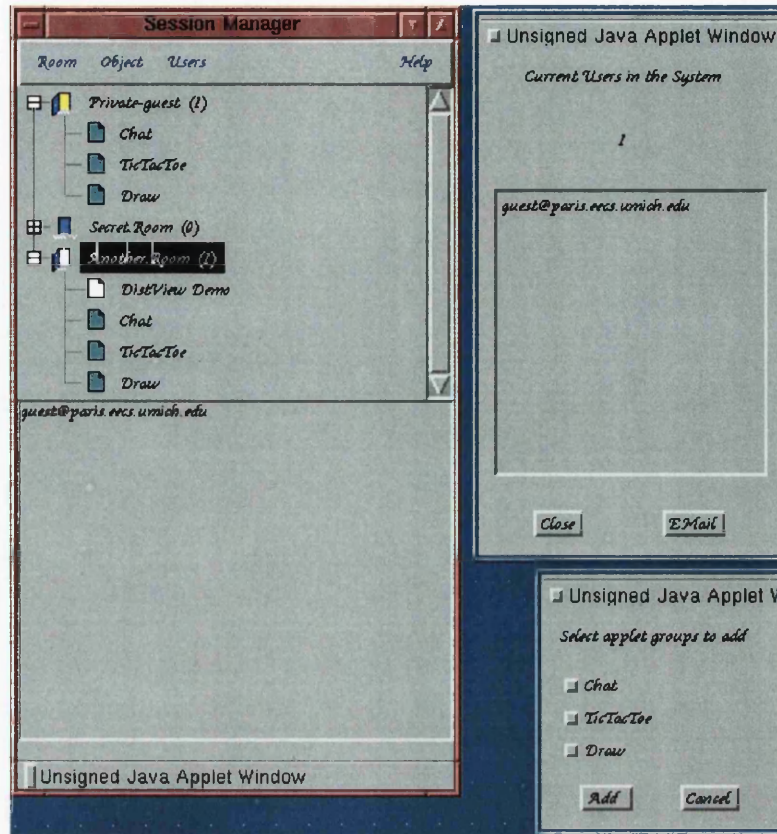 Session Manager
Room Object Users Help
Private-guest (1)
Chat
TicTacToe
Draw
Secret.Room (0)
Another.Room (1)
DistView Demo
Chat
TicTacToe
Draw
guest@paris.eecs.umich.edu
Unsigned Java Applet Window
Unsigned Java Applet Window
Current Users in the System
1
guest@paris.eecs.umich.edu
Close EMail
Unsigned Java Applet
Select applet groups to add
Chat
TicTacToe
Draw
Add Cancel